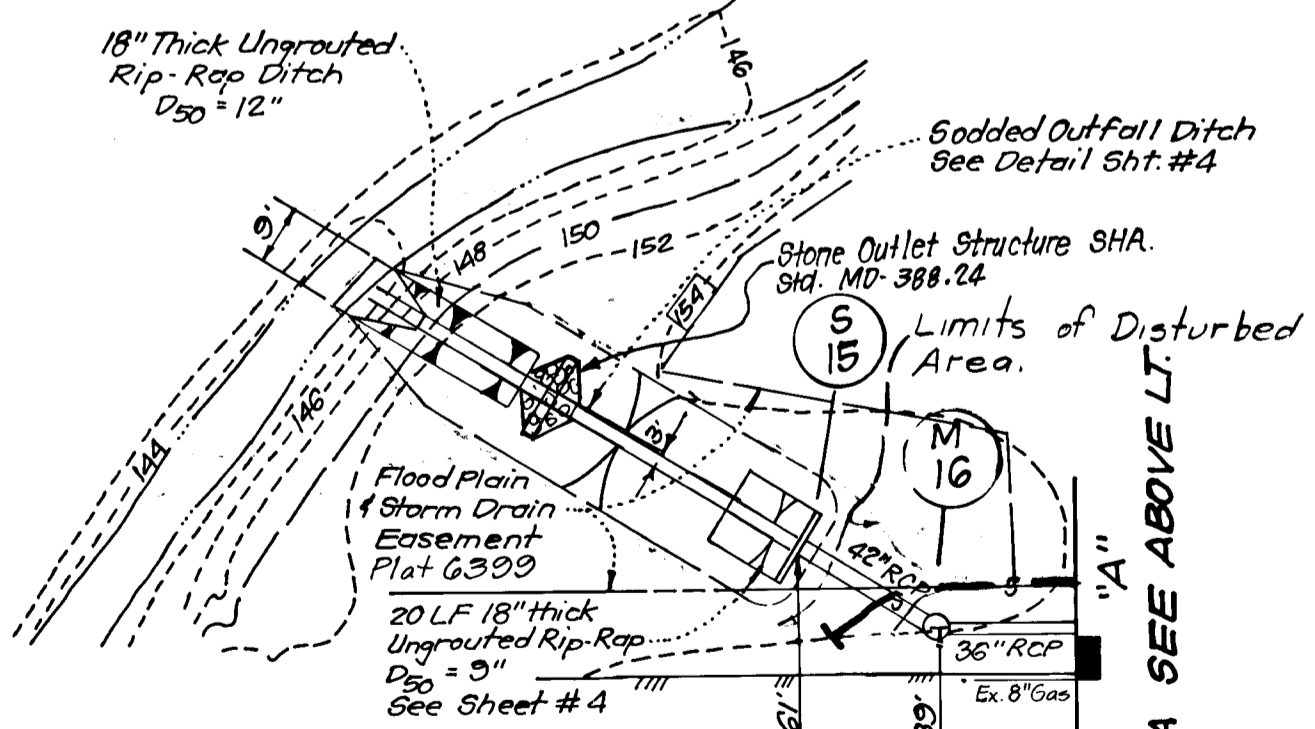 18" Thick Ungrouted
Rip-Rap Ditch
D50 = 12"
146
Sodded Outfall Ditch
See Detail Sht. #4
9'
148
150
152
Stone Outlet Structure SHA.
Std. MD-388.24
154
S
15
Limits of Disturbed
Area.
M
16
144
146
3'
Flood Plain
& Storm Drain
Easement
Plat 6399
42" RCP
S
S
"A"
A SEE ABOVE LT.
20 LF 18" thick
Ungrouted Rip-Rap
D50 = 9"
See Sheet #4
T
36" RCP
Ex. 8" Gas
61'
39'